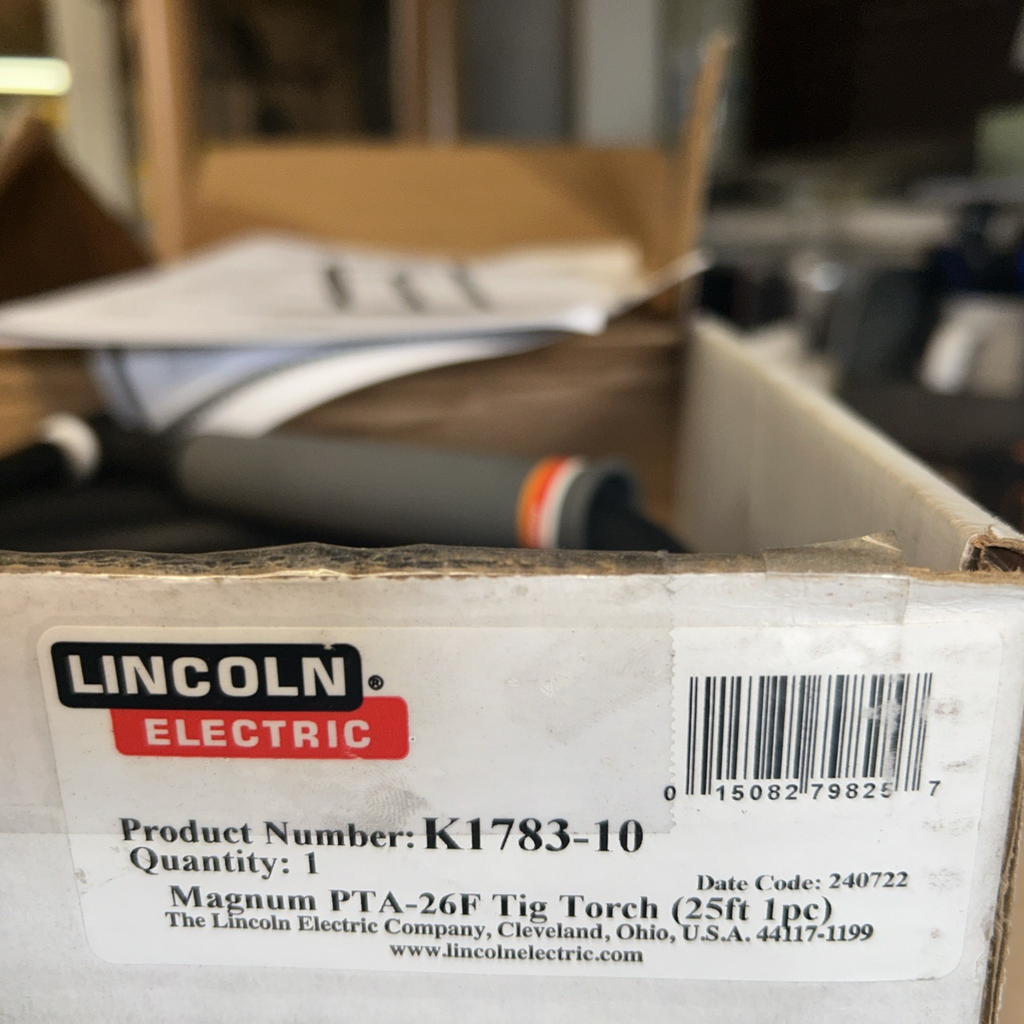 LINCOLN®
ELECTRIC
0 15082 79825 7
Product Number: K1783-10
Quantity: 1
Date Code: 240722
Magnum PTA-26F Tig Torch (25ft 1pc)
The Lincoln Electric Company, Cleveland, Ohio, U.S.A. 44117-1199
www.lincolnelectric.com